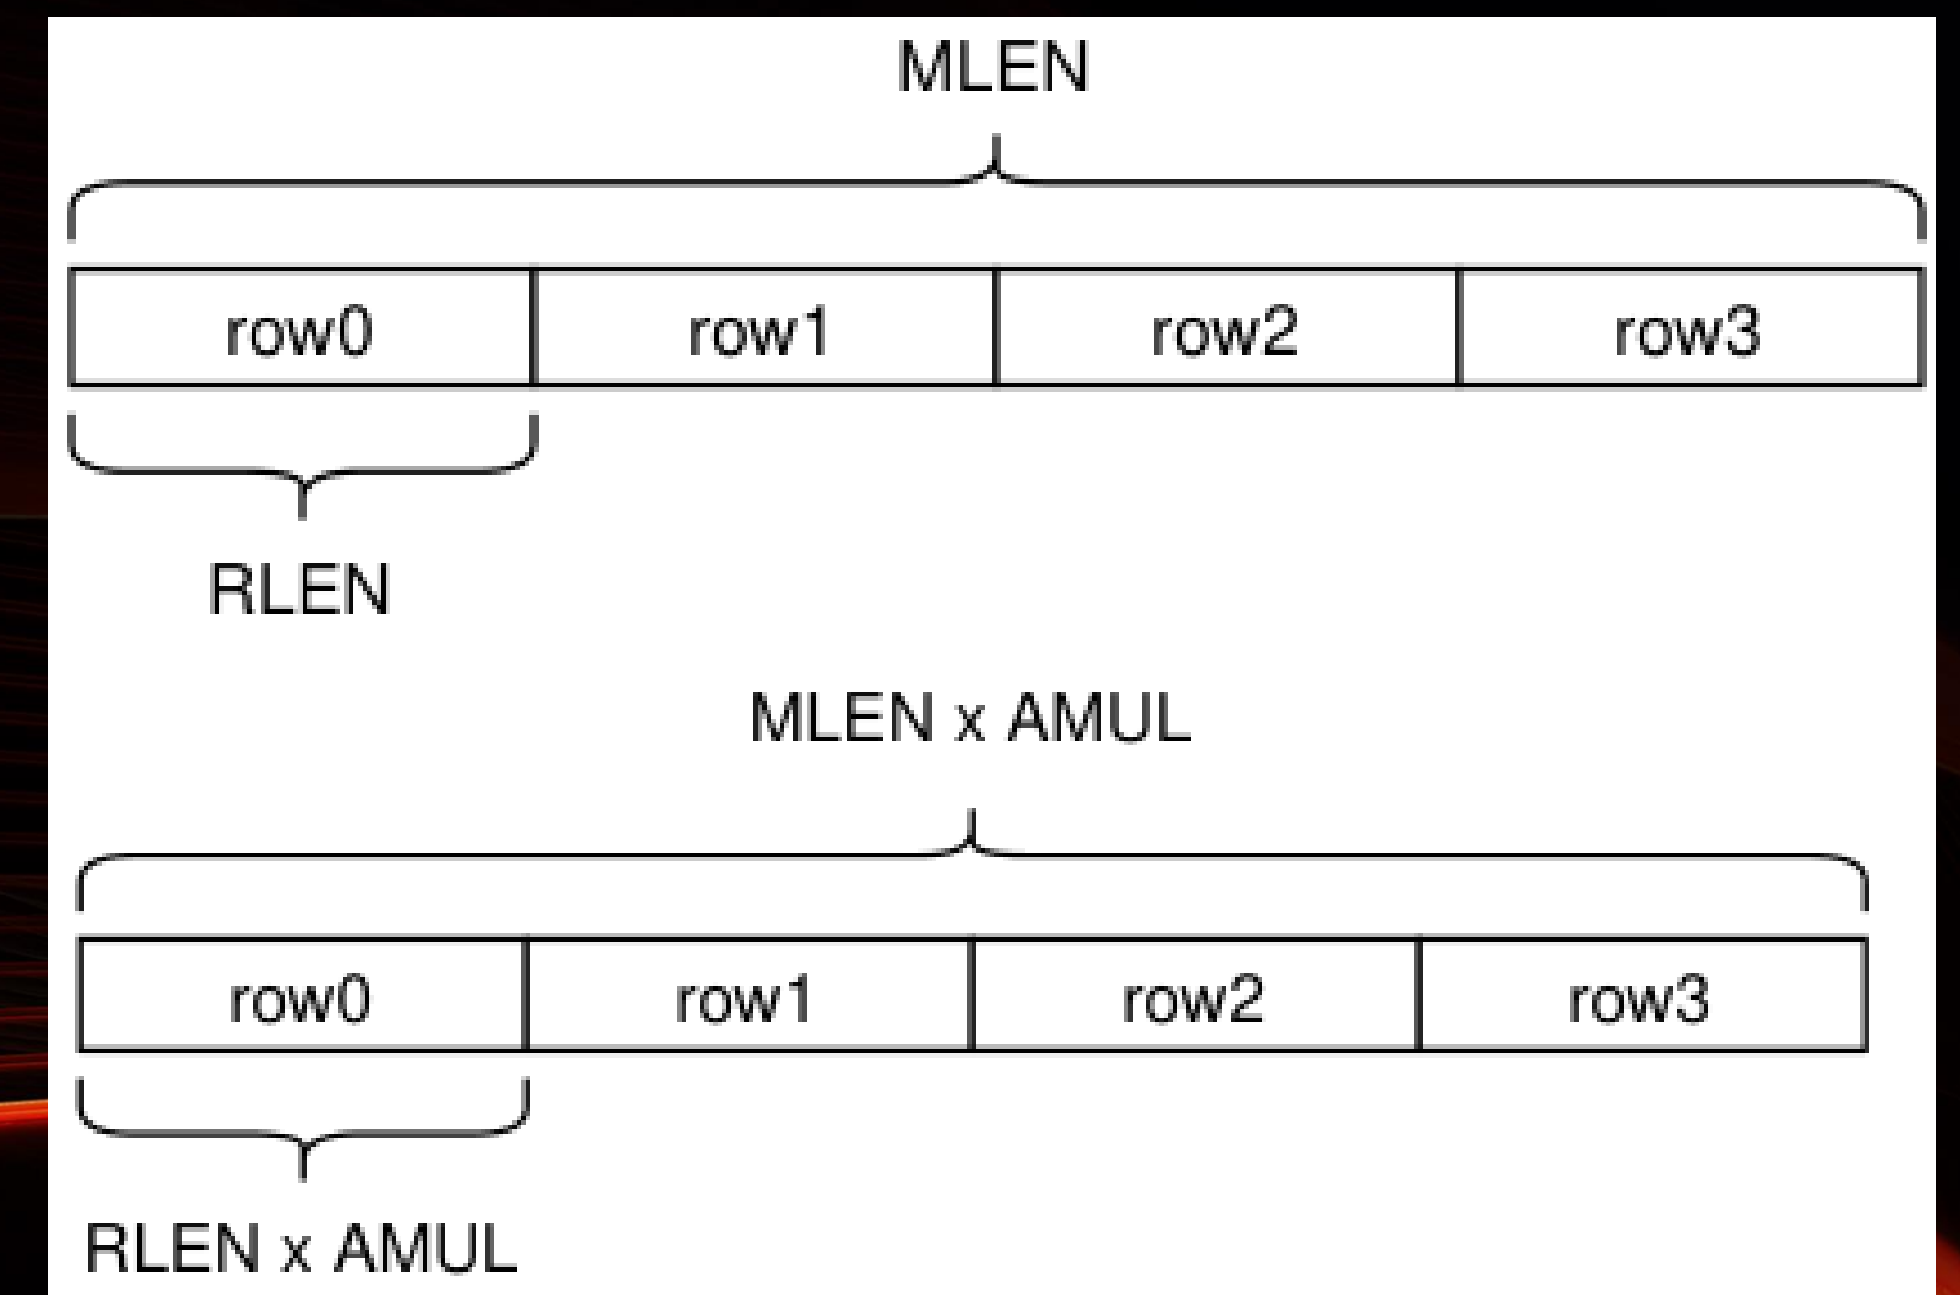 MLEN
row0 row1 row2 row3
RLEN
MLEN x AMUL
row0 row1 row2 row3
RLEN x AMUL